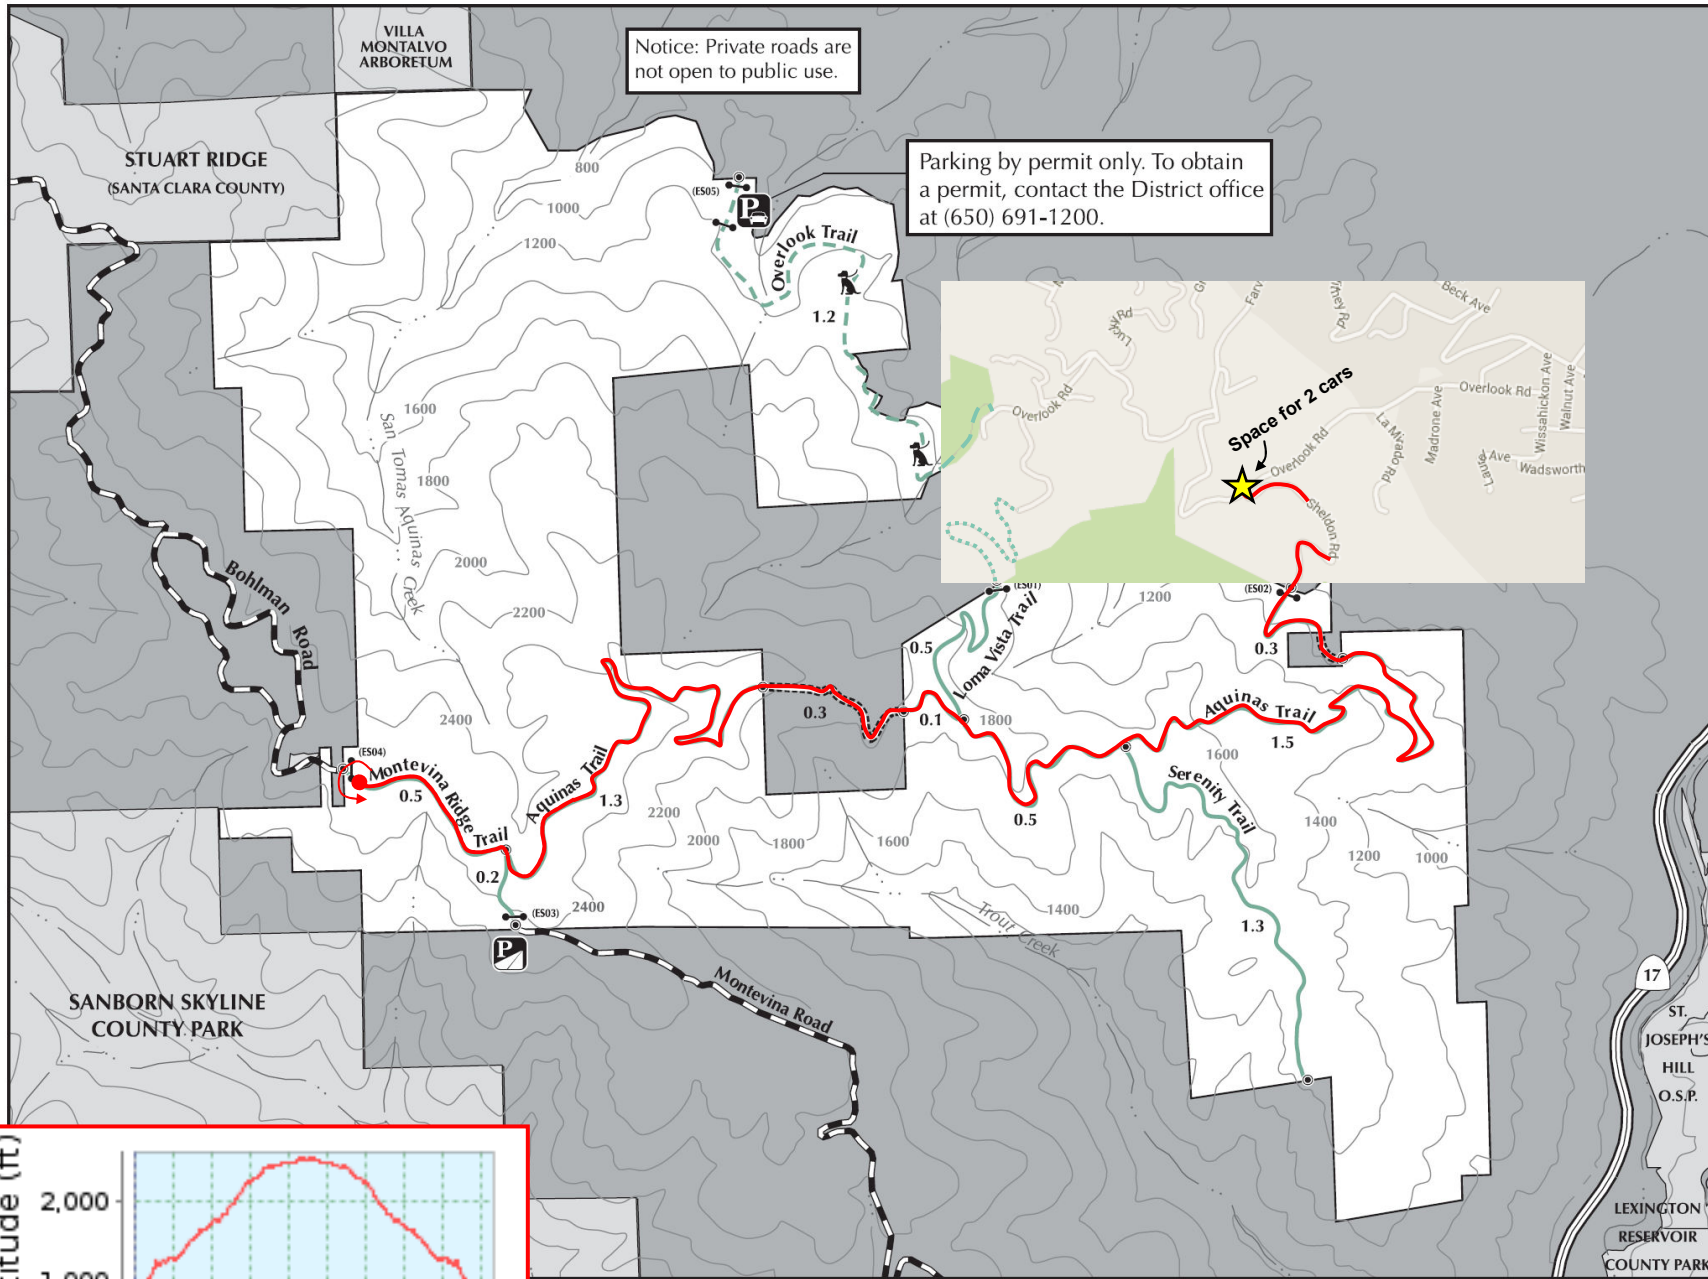 VILLA
MONTALVO
ARBORETUM
Notice: Private roads are
not open to public use.
STUART RIDGE
(SANTA CLARA COUNTY)
Parking by permit only. To obtain
a permit, contact the District office
at (650) 691-1200.
800
1000
1200
(ES05)
P
Overlook Trail
1.2
Beck Ave
Overlook Rd
Space for 2 cars
Overlook Rd
Overlook Rd
Madrone Ave
Wissahickon Ave
Walnut Ave
Wadsworth
Sheldon Rd
1600
1800
San Tomas Aquinas Creek
2000
2200
2400
Bohlman
Road
(ES01)
(ES02)
1200
0.5
Loma Vista Trail
0.3
0.3
0.1
1800
Aquinas Trail
1.5
1600
(ES04)
Montevina Ridge
Trail
0.5
0.2
Aquinas Trail
1.3
2200
2000
1800
1600
0.5
Serenity Trail
1400
1200
1000
(ES03)
2400
P
Trout Creek
1400
1.3
Montevina Road
SANBORN SKYLINE
COUNTY PARK
17
ST.
JOSEPH'S
HILL
O.S.P.
LEXINGTON
RESERVOIR
COUNTY PARK
2,000